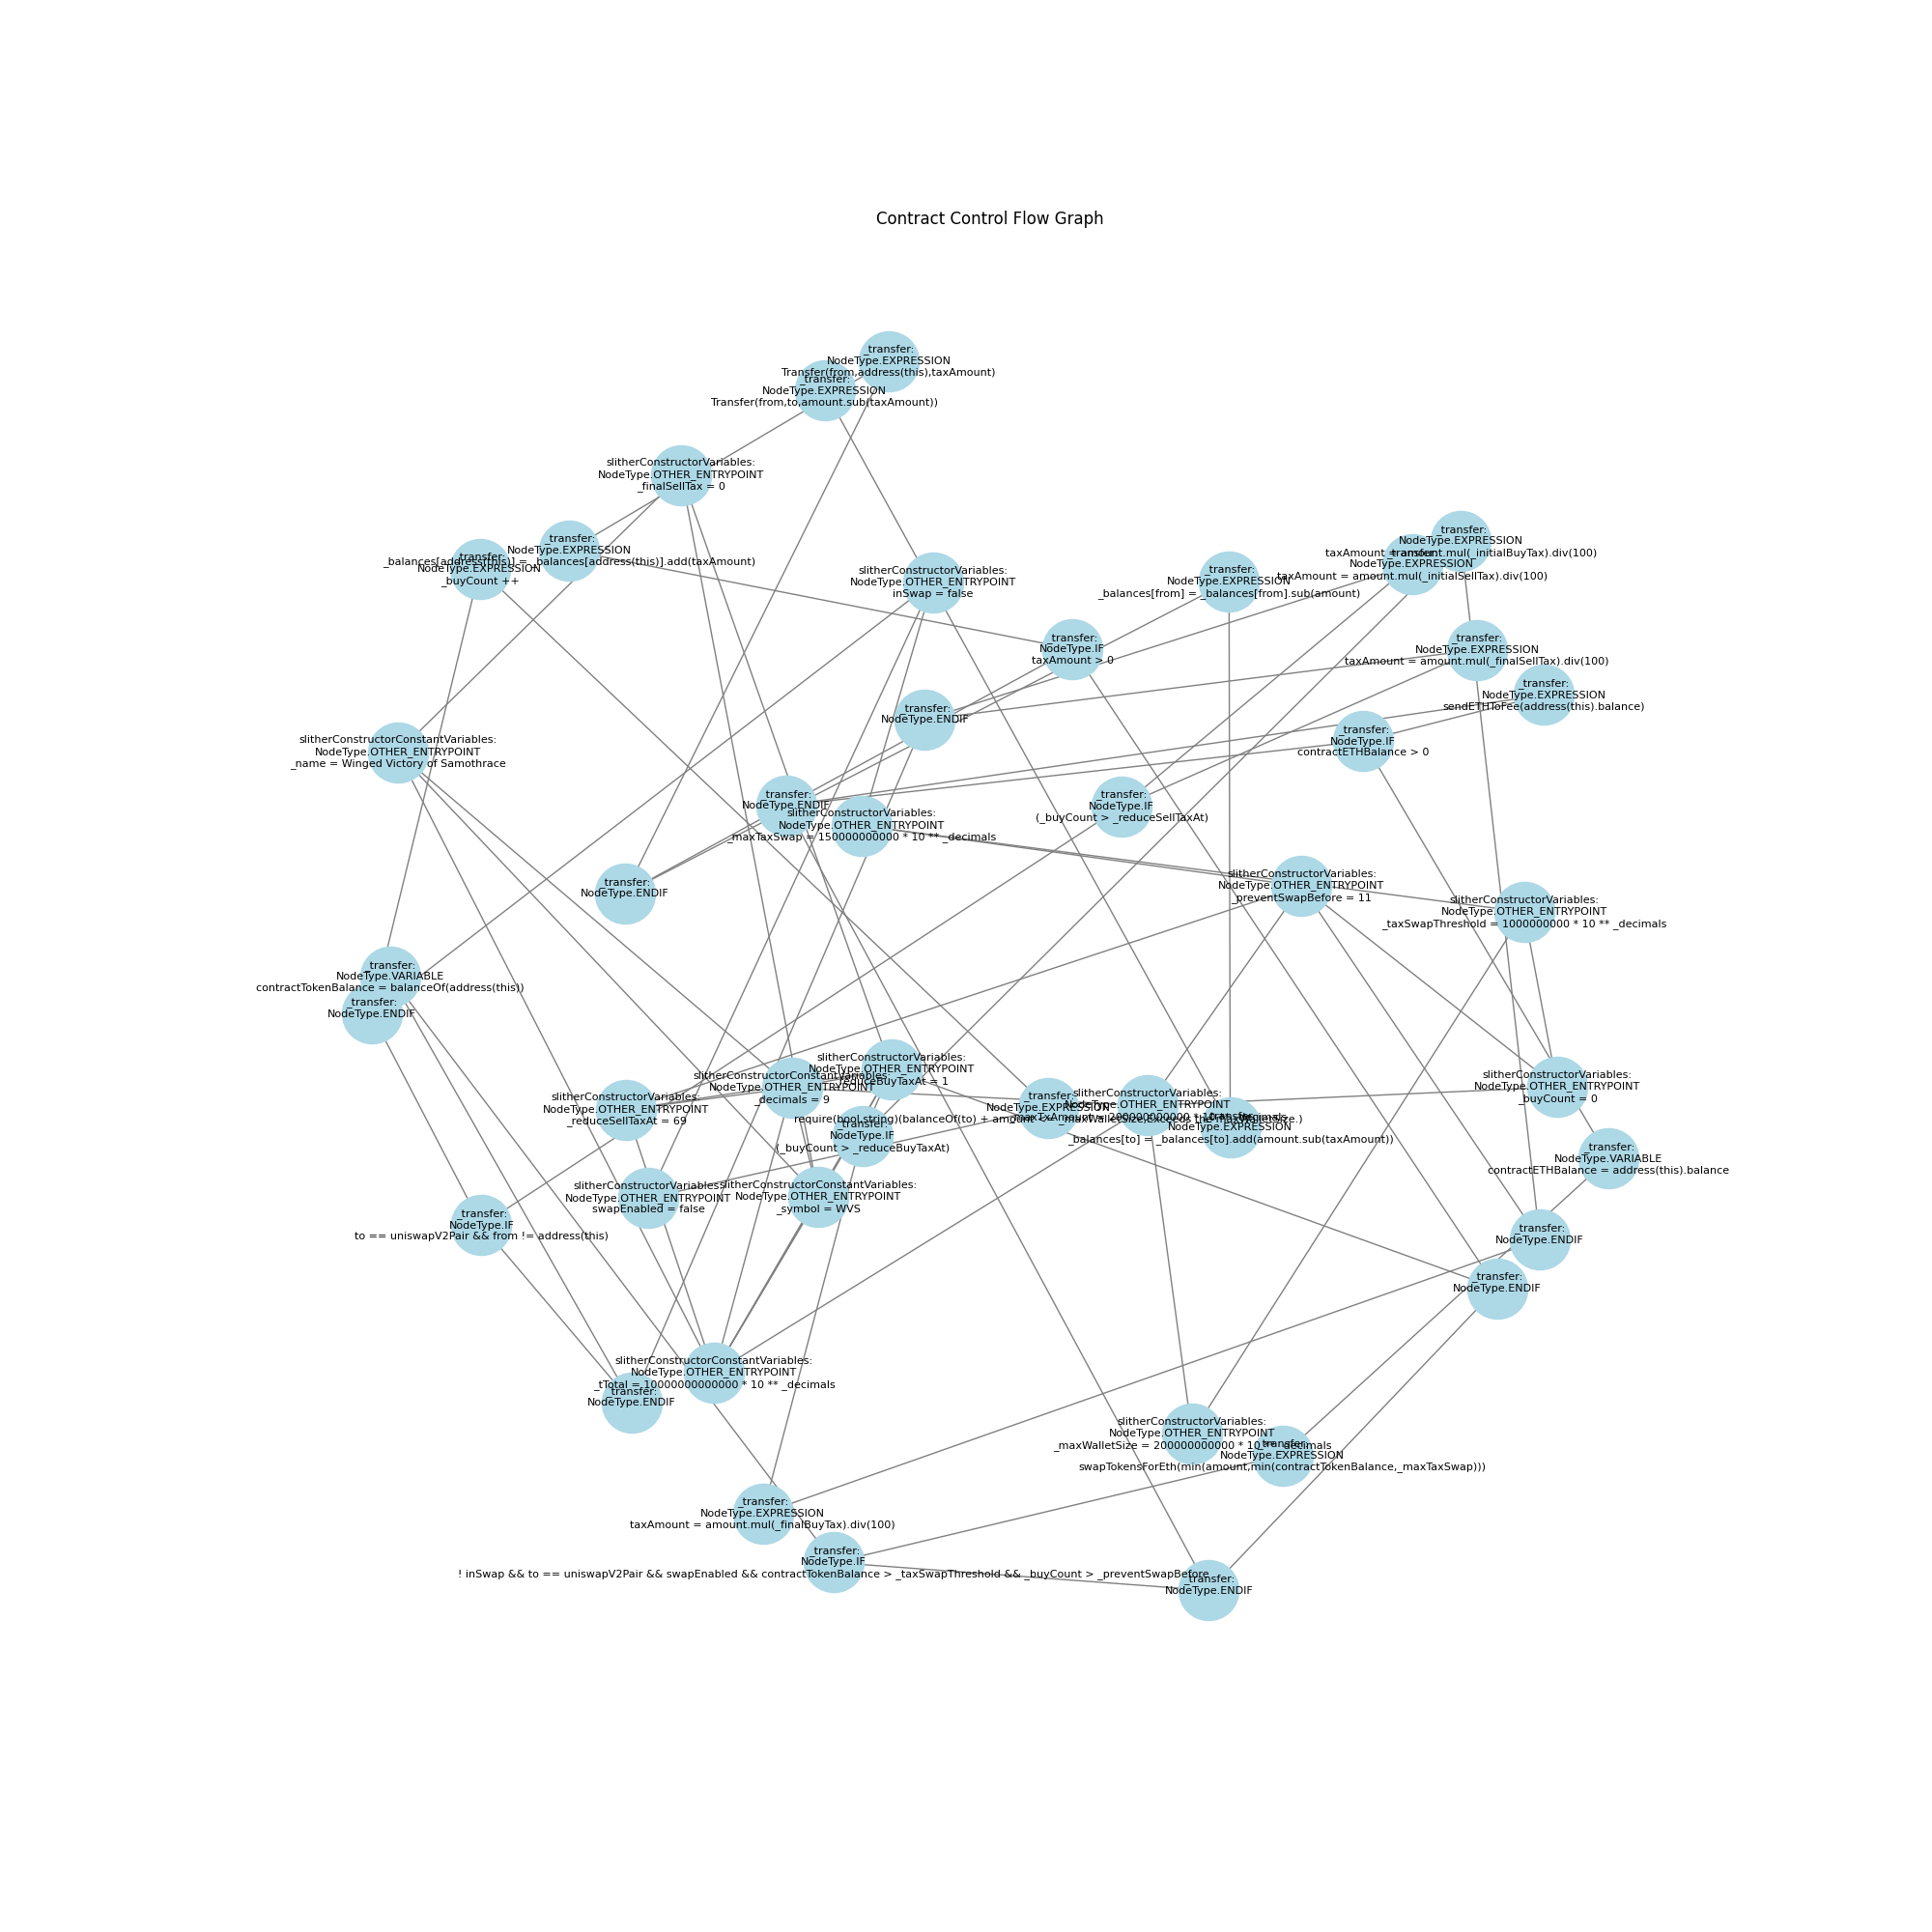 Contract Control Flow Graph
_transfer:
NodeType.EXPRESSION
Transfer(from,address(this),taxAmount)
_transfer:
NodeType.EXPRESSION
Transfer(from,to,amount.sub(taxAmount))
slitherConstructorVariables:
NodeType.OTHER_ENTRYPOINT
_finalSellTax = 0
_transfer:
NodeType.EXPRESSION
_balances[address(this)] = _balances[address(this)].add(taxAmount)
_transfer:
NodeType.EXPRESSION
_buyCount ++
slitherConstructorVariables:
NodeType.OTHER_ENTRYPOINT
inSwap = false
_transfer:
NodeType.EXPRESSION
_balances[from] = _balances[from].sub(amount)
_transfer:
NodeType.EXPRESSION
taxAmount = amount.mul(_initialBuyTax).div(100)
_transfer:
NodeType.EXPRESSION
taxAmount = amount.mul(_initialSellTax).div(100)
_transfer:
NodeType.IF
taxAmount > 0
_transfer:
NodeType.EXPRESSION
taxAmount = amount.mul(_finalSellTax).div(100)
_transfer:
NodeType.EXPRESSION
sendETHToFee(address(this).balance)
_transfer:
NodeType.ENDIF
_transfer:
NodeType.IF
contractETHBalance > 0
slitherConstructorConstantVariables:
NodeType.OTHER_ENTRYPOINT
_name = Winged Victory of Samothrace
_transfer:
NodeType.ENDIF
slitherConstructorVariables:
NodeType.OTHER_ENTRYPOINT
_maxTaxSwap = 150000000000 * 10 ** _decimals
_transfer:
NodeType.IF
(_buyCount > _reduceSellTaxAt)
_transfer:
NodeType.ENDIF
slitherConstructorVariables:
NodeType.OTHER_ENTRYPOINT
_preventSwapBefore = 11
slitherConstructorVariables:
NodeType.OTHER_ENTRYPOINT
_taxSwapThreshold = 1000000000 * 10 ** _decimals
_transfer:
NodeType.VARIABLE
contractTokenBalance = balanceOf(address(this))
_transfer:
NodeType.ENDIF
slitherConstructorVariables:
NodeType.OTHER_ENTRYPOINT
_reduceBuyTaxAt = 1
slitherConstructorConstantVariables:
NodeType.OTHER_ENTRYPOINT
_decimals = 9
slitherConstructorVariables:
NodeType.OTHER_ENTRYPOINT
_reduceSellTaxAt = 69
_transfer:
NodeType.EXPRESSION
require(bool,string)(balanceOf(to) + amount <= _maxWalletSize,Exceeds the maxWalletSize.)
slitherConstructorVariables:
NodeType.OTHER_ENTRYPOINT
_maxTxAmount = 200000000000 * 10 ** _decimals
_transfer:
NodeType.EXPRESSION
_balances[to] = _balances[to].add(amount.sub(taxAmount))
slitherConstructorVariables:
NodeType.OTHER_ENTRYPOINT
_buyCount = 0
_transfer:
NodeType.IF
(_buyCount > _reduceBuyTaxAt)
_transfer:
NodeType.VARIABLE
contractETHBalance = address(this).balance
slitherConstructorVariables:
NodeType.OTHER_ENTRYPOINT
swapEnabled = false
slitherConstructorConstantVariables:
NodeType.OTHER_ENTRYPOINT
_symbol = WVS
_transfer:
NodeType.IF
to == uniswapV2Pair && from != address(this)
_transfer:
NodeType.ENDIF
_transfer:
NodeType.ENDIF
slitherConstructorConstantVariables:
NodeType.OTHER_ENTRYPOINT
_tTotal = 10000000000000 * 10 ** _decimals
_transfer:
NodeType.ENDIF
slitherConstructorVariables:
NodeType.OTHER_ENTRYPOINT
_maxWalletSize = 200000000000 * 10 ** _decimals
_transfer:
NodeType.EXPRESSION
swapTokensForEth(min(amount,min(contractTokenBalance,_maxTaxSwap)))
_transfer:
NodeType.EXPRESSION
taxAmount = amount.mul(_finalBuyTax).div(100)
_transfer:
NodeType.IF
! inSwap && to == uniswapV2Pair && swapEnabled && contractTokenBalance > _taxSwapThreshold && _buyCount > _preventSwapBefore
_transfer:
NodeType.ENDIF